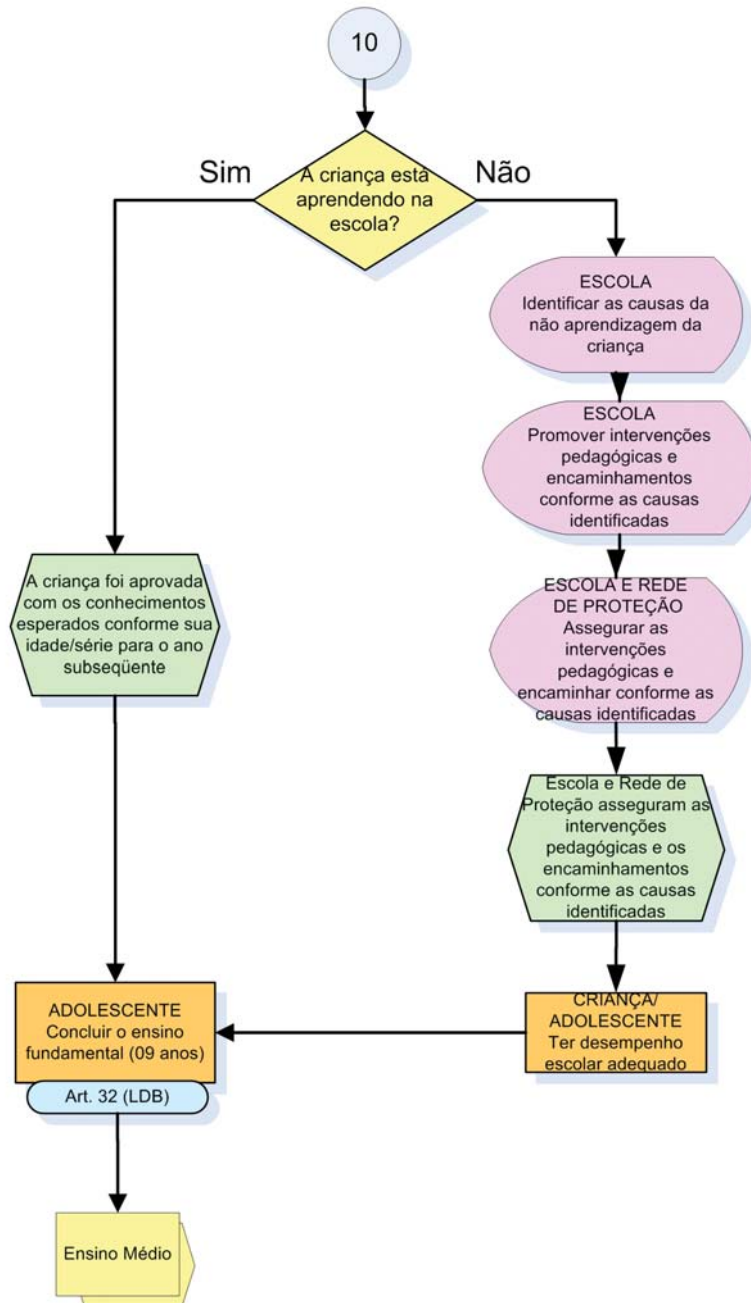 10
Sim
A criança está
aprendendo na
escola?
Não
ESCOLA
Identificar as causas da
não aprendizagem da
criança
ESCOLA
Promover intervenções
pedagógicas e
encaminhamentos
conforme as causas
identificadas
A criança foi aprovada
com os conhecimentos
esperados conforme sua
idade/série para o ano
subseqüente
ESCOLA E REDE
DE PROTEÇÃO
Assegurar as
intervenções
pedagógicas e
encaminhar conforme as
causas identificadas
Escola e Rede de
Proteção asseguram as
intervenções
pedagógicas e os
encaminhamentos
conforme as causas
identificadas
ADOLESCENTE
Concluir o ensino
fundamental (09 anos)
Art. 32 (LDB)
CRIANÇA/
ADOLESCENTE
Ter desempenho
escolar adequado
Ensino Médio